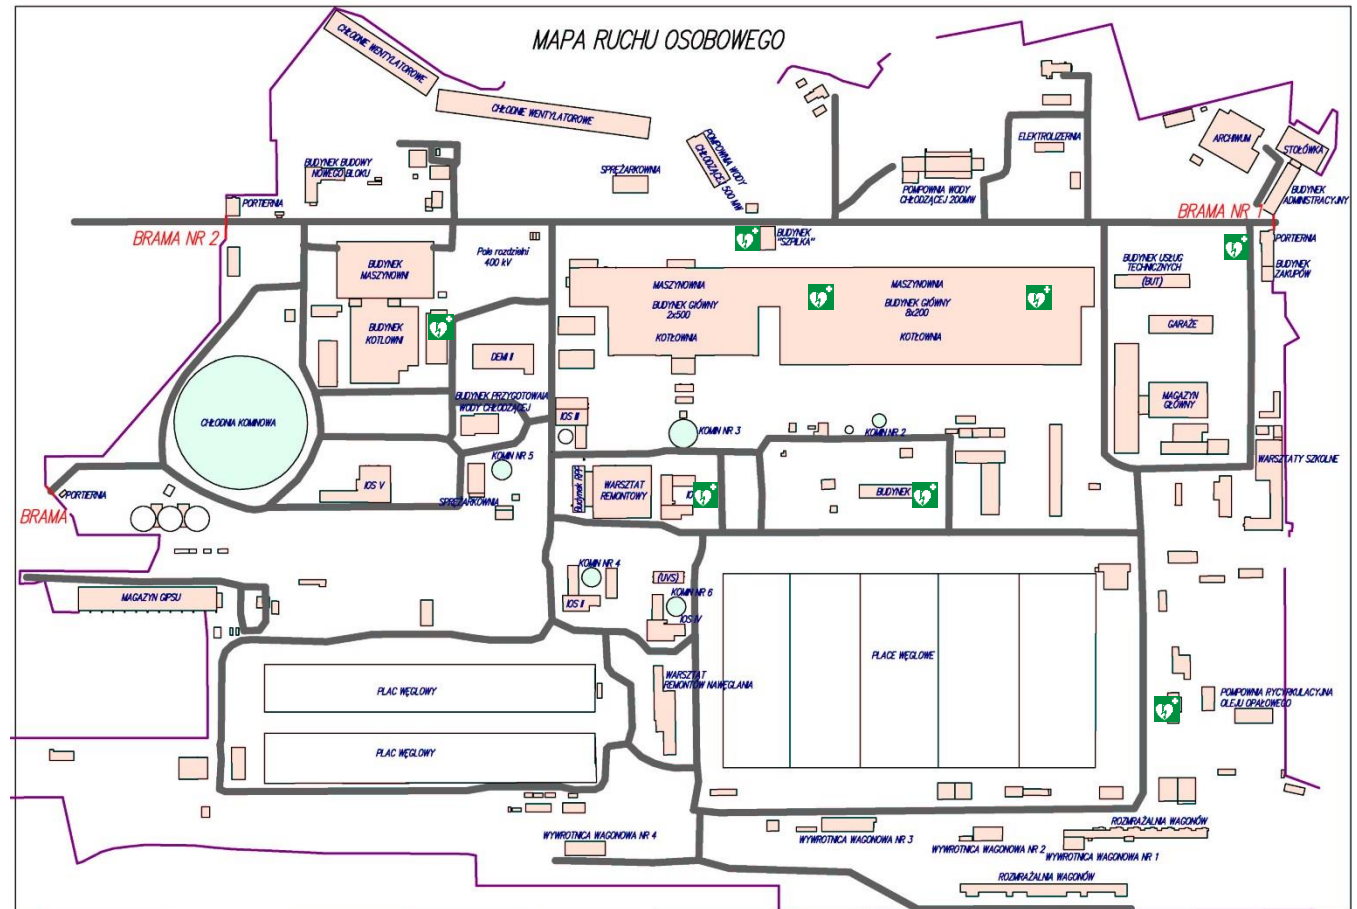 MAPA RUCHU OSOBOWEGO
CHŁODNIE WENTYLATOROWE
CHŁODNIE WENTYLATOROWE
BUDYNEK BUDOWY
NOWEGO BLOKU
SPRĘŻARKOWNIA
POMPOWNIA WODY
CHŁODZĄCEJ 500 MW
POMPOWNIA WODY
CHŁODZĄCEJ 200MW
ELEKTROLIZERNIA
ARCHIWUM
STOŁÓWKA
BUDYNEK
ADMINISTRACYJNY
PORTIERNIA
BRAMA NR 2
BRAMA NR 1
PORTIERNIA
BUDYNEK
ZAKUPÓW
BUDYNEK
MASZYNOWNI
Pole rozdzielni
400 kV
BUDYNEK
"SZPILKA"
BUDYNEK USŁUG
TECHNICZNYCH
(BUT)
MASZYNOWNIA
BUDYNEK GŁÓWNY
2x500
KOTŁOWNIA
MASZYNOWNIA
BUDYNEK GŁÓWNY
8x200
KOTŁOWNIA
BUDYNEK
KOTLOWNI
GARAŻE
DEMI II
MAGAZYN
GŁÓWNY
BUDYNEK PRZYGOTOWAIA
WODY CHŁODZĄCEJ
CHŁODNIA KOMINOWA
IOS III
KOMIN NR 3
KOMIN NR 2
KOMIN NR 5
WARSZTATY SZKOLNE
IOS V
SPRĘŻARKOWNIA
Budynek RPF
WARSZTAT
REMONTOWY
BUDYNEK
PORTIERNIA
BRAMA
KOMIN NR 4
(UVS)
KOMIN NR 6
IOS II
IOS IV
MAGAZYN GIPSU
PLACE WĘGLOWE
PLAC WĘGLOWY
WARSZTAT
REMONTÓW NAWĘGLANIA
POMPOWNIA RYCYRKULACYJNA
OLEJU OPAŁOWEGO
PLAC WĘGLOWY
WYWROTNICA WAGONOWA NR 4
WYWROTNICA WAGONOWA NR 3
WYWROTNICA WAGONOWA NR 2
ROZMRAŻALNIA WAGONÓW
WYWROTNICA WAGONOWA NR 1
ROZMRAŻALNIA WAGONÓW